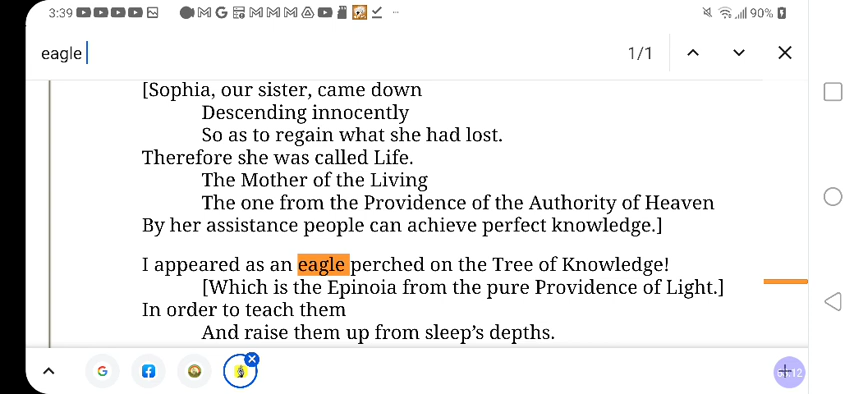 3:39
90%
eagle
1/1
[Sophia, our sister, came down
Descending innocently
So as to regain what she had lost.
Therefore she was called Life.
The Mother of the Living
The one from the Providence of the Authority of Heaven
By her assistance people can achieve perfect knowledge.]
I appeared as an eagle perched on the Tree of Knowledge!
[Which is the Epinoia from the pure Providence of Light.]
In order to teach them
And raise them up from sleep's depths.